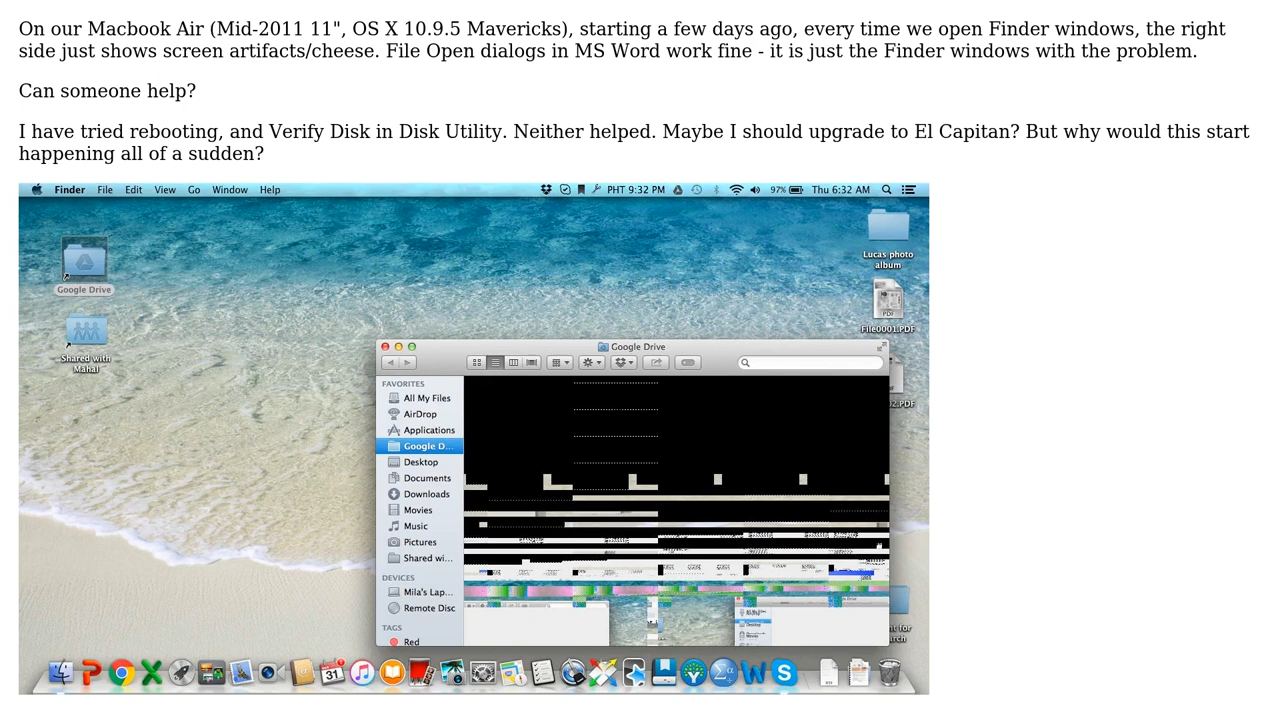 On our Macbook Air (Mid-2011 11", OS X 10.9.5 Mavericks), starting a few days ago, every time we open Finder windows, the right
side just shows screen artifacts/cheese. File Open dialogs in MS Word work fine - it is just the Finder windows with the problem.
Can someone help?
I have tried rebooting, and Verify Disk in Disk Utility. Neither helped. Maybe I should upgrade to El Capitan? But why would this start
happening all of a sudden?
Finder File Edit View Go Window Help PHT 9:32 PM 97% Thu 6:32 AM
Google Drive
Shared with
Mahal
Lucas photo
album
PDF
File0001.PDF
02.PDF
Google Drive
FAVORITES
All My Files
AirDrop
Applications
Google D...
Desktop
Documents
Downloads
Movies
Music
Pictures
Shared wi...
DEVICES
Mila's Lap...
Remote Disc
TAGS
Red
31